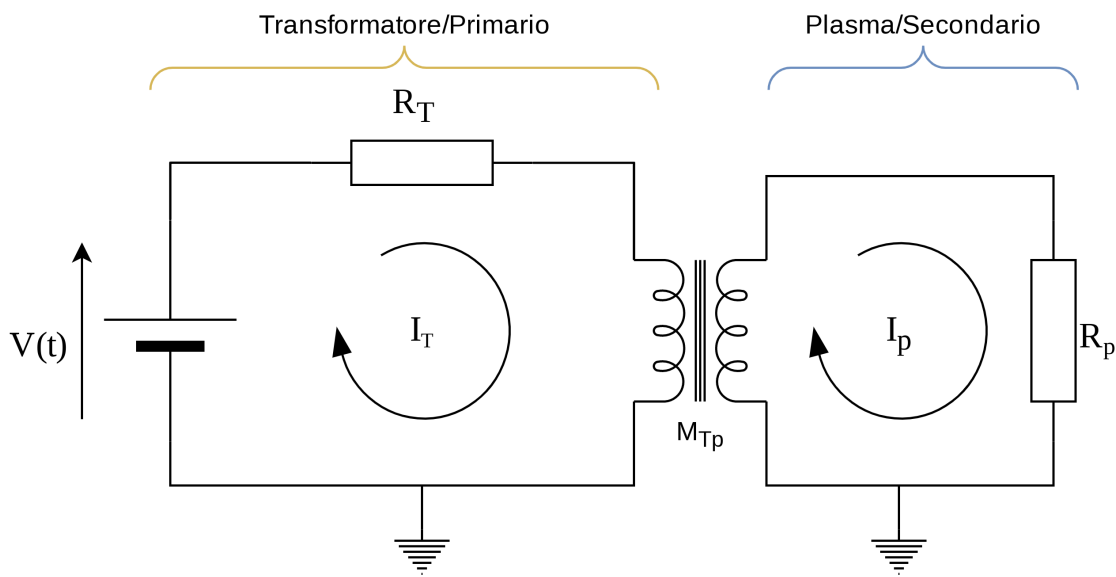 Transformatore/Primario
Plasma/Secondario
R_T
V(t)
I_T
M_Tp
I_p
R_p